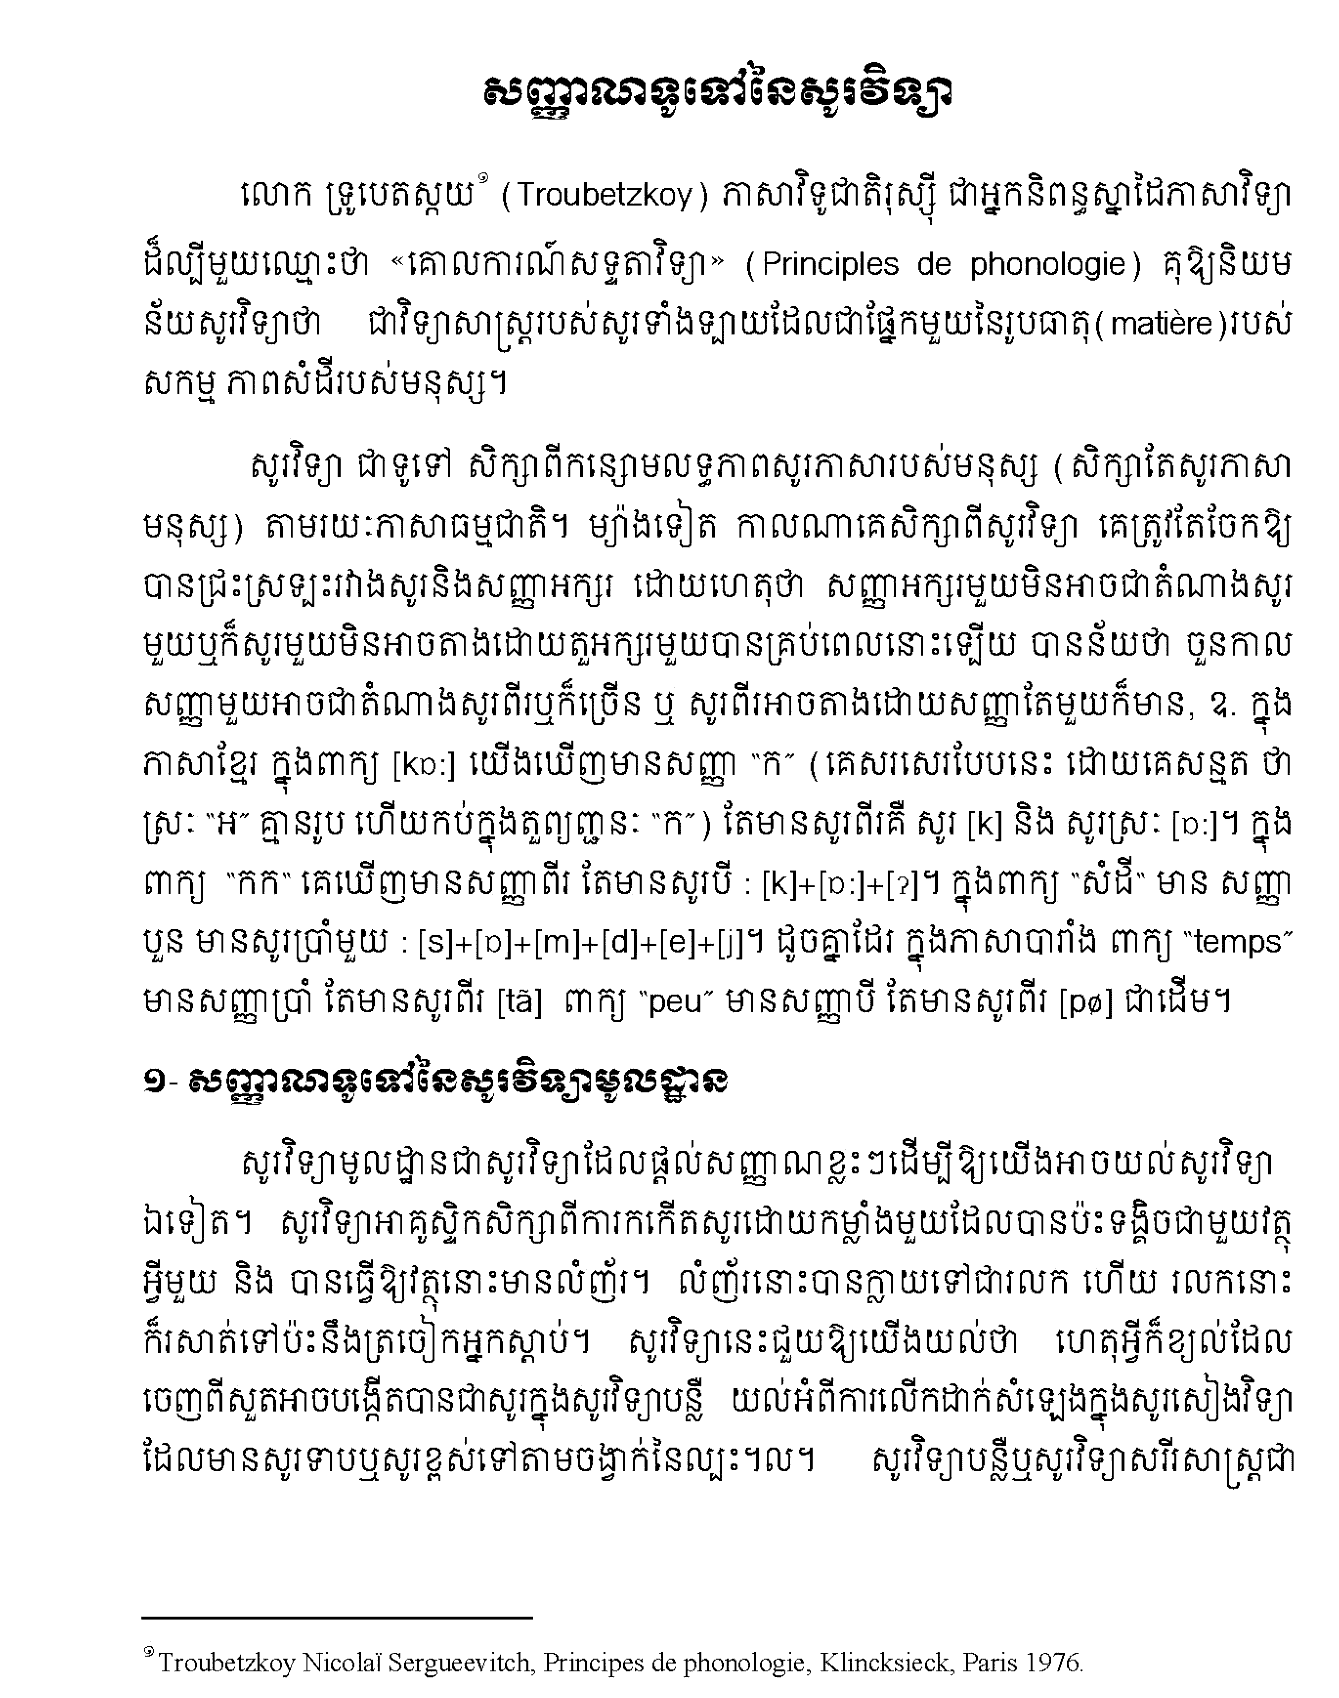 សញ្ញាណទូទៅនៃសូរវិទ្យា
លោក ទ្រូបេតស្កយ១ (Troubetzkoy) ភាសាវិទូជាតិរុស្ស៊ី ជាអ្នកនិពន្ធស្នាដៃភាសាវិទ្យា
ដ៏ល្បីមួយឈ្មោះថា «គោលការណ៍សទ្ទតាវិទ្យា» (Principles de phonologie) គុឱ្យនិយម
ន័យសូរវិទ្យាថា ជាវិទ្យាសាស្ត្ររបស់សូរទាំងឡាយដែលជាផ្នែកមួយនៃរូបធាតុ(matière)របស់
សកម្ម ភាពសំដីរបស់មនុស្ស។
សូរវិទ្យា ជាទូទៅ សិក្សាពីកន្សោមលទ្ធភាពសូរភាសារបស់មនុស្ស (សិក្សាតែសូរភាសា
មនុស្ស) តាមរយៈភាសាធម្មជាតិ។ ម្យ៉ាងទៀត កាលណាគេសិក្សាពីសូរវិទ្យា គេត្រូវតែចែកឱ្យ
បានជ្រះស្រឡះរវាងសូរនិងសញ្ញាអក្សរ ដោយហេតុថា សញ្ញាអក្សរមួយមិនអាចជាតំណាងសូរ
មួយឬក៏សូរមួយមិនអាចតាងដោយតួអក្សរមួយបានគ្រប់ពេលនោះឡើយ បានន័យថា ចួនកាល
សញ្ញាមួយអាចជាតំណាងសូរពីរឬក៏ច្រើន ឬ សូរពីរអាចតាងដោយសញ្ញាតែមួយក៏មាន, ឧ. ក្នុង
ភាសាខ្មែរ ក្នុងពាក្យ [kɒ:] យើងឃើញមានសញ្ញា “ក” (គេសរសេរបែបនេះ ដោយគេសន្មត ថា
ស្រៈ “អ” គ្មានរូប ហើយកប់ក្នុងតួព្យញ្ជនៈ “ក”) តែមានសូរពីរគឺ សូរ [k] និង សូរស្រៈ [ɒ:]។ ក្នុង
ពាក្យ “កក“ គេឃើញមានសញ្ញាពីរ តែមានសូរបី : [k]+[ɒ:]+[ʔ]។ ក្នុងពាក្យ “សំដី“ មាន សញ្ញា
បួន មានសូរប្រាំមួយ : [s]+[ɒ]+[m]+[d]+[e]+[j]។ ដូចគ្នាដែរ ក្នុងភាសាបារាំង ពាក្យ “temps”
មានសញ្ញាប្រាំ តែមានសូរពីរ [tã] ពាក្យ “peu” មានសញ្ញាបី តែមានសូរពីរ [pø] ជាដើម។
១- សញ្ញាណទូទៅនៃសូរវិទ្យាមូលដ្ឋាន
សូរវិទ្យាមូលដ្ឋានជាសូរវិទ្យាដែលផ្តល់សញ្ញាណខ្លះៗដើម្បីឱ្យយើងអាចយល់សូរវិទ្យា
ឯទៀត។ សូរវិទ្យាអាគូស្ទិកសិក្សាពីការកកើតសូរដោយកម្លាំងមួយដែលបានប៉ះទង្គិចជាមួយវត្ថុ
អ្វីមួយ និង បានធ្វើឱ្យវត្ថុនោះមានលំញ័រ។ លំញ័រនោះបានក្លាយទៅជារលក ហើយ រលកនោះ
ក៏រសាត់ទៅប៉ះនឹងត្រចៀកអ្នកស្តាប់។ សូរវិទ្យានេះជួយឱ្យយើងយល់ថា ហេតុអ្វីក៏ខ្យល់ដែល
ចេញពីសួតអាចបង្កើតបានជាសូរក្នុងសូរវិទ្យាបន្លឺ យល់អំពីការលើកដាក់សំឡេងក្នុងសូរសៀងវិទ្យា
ដែលមានសូរទាបឬសូរខ្ពស់ទៅតាមចង្វាក់នៃល្បះ។ល។ សូរវិទ្យាបន្លឺឬសូរវិទ្យាសរីរសាស្ត្រជា
១ Troubetzkoy Nicolaï Sergueevitch, Principes de phonologie, Klincksieck, Paris 1976.